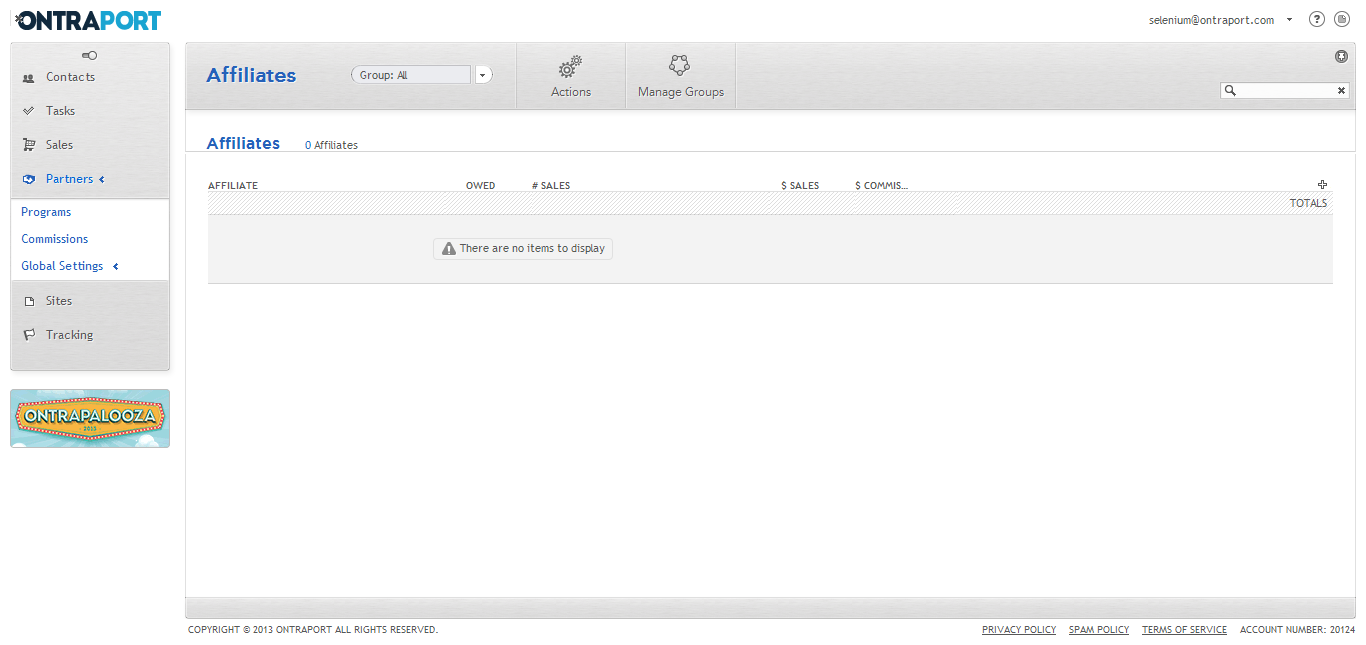 ONTRAPORT
selenium@ontraport.com
Contacts
Tasks
Sales
Partners
Programs
Commissions
Global Settings
Sites
Tracking
ONTRAPALOOZA
2013
Affiliates
Group: All
Actions
Manage Groups
Affiliates 0 Affiliates
AFFILIATE OWED # SALES $ SALES $ COMMIS...
TOTALS
There are no items to display
COPYRIGHT © 2013 ONTRAPORT ALL RIGHTS RESERVED. PRIVACY POLICY SPAM POLICY TERMS OF SERVICE ACCOUNT NUMBER: 20124